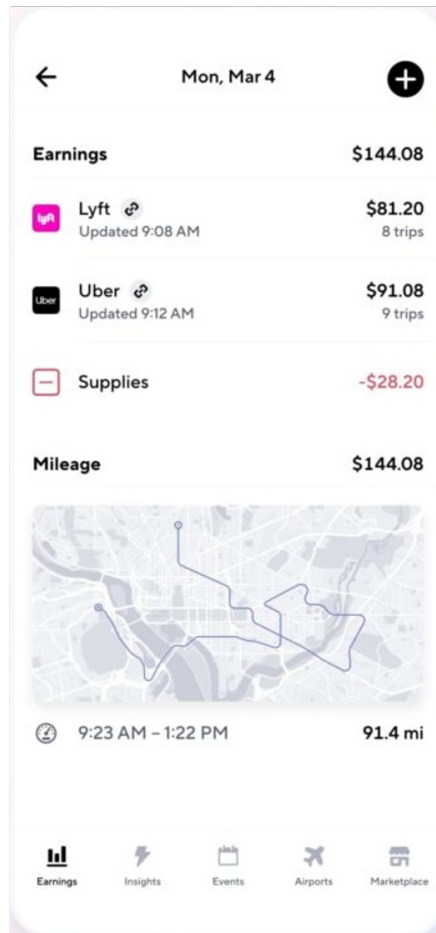 Mon, Mar 4
Earnings $144.08
lyft Lyft $81.20
Updated 9:08 AM 8 trips
Uber Uber $91.08
Updated 9:12 AM 9 trips
Supplies -$28.20
Mileage $144.08
9:23 AM – 1:22 PM 91.4 mi
Earnings Insights Events Airports Marketplace